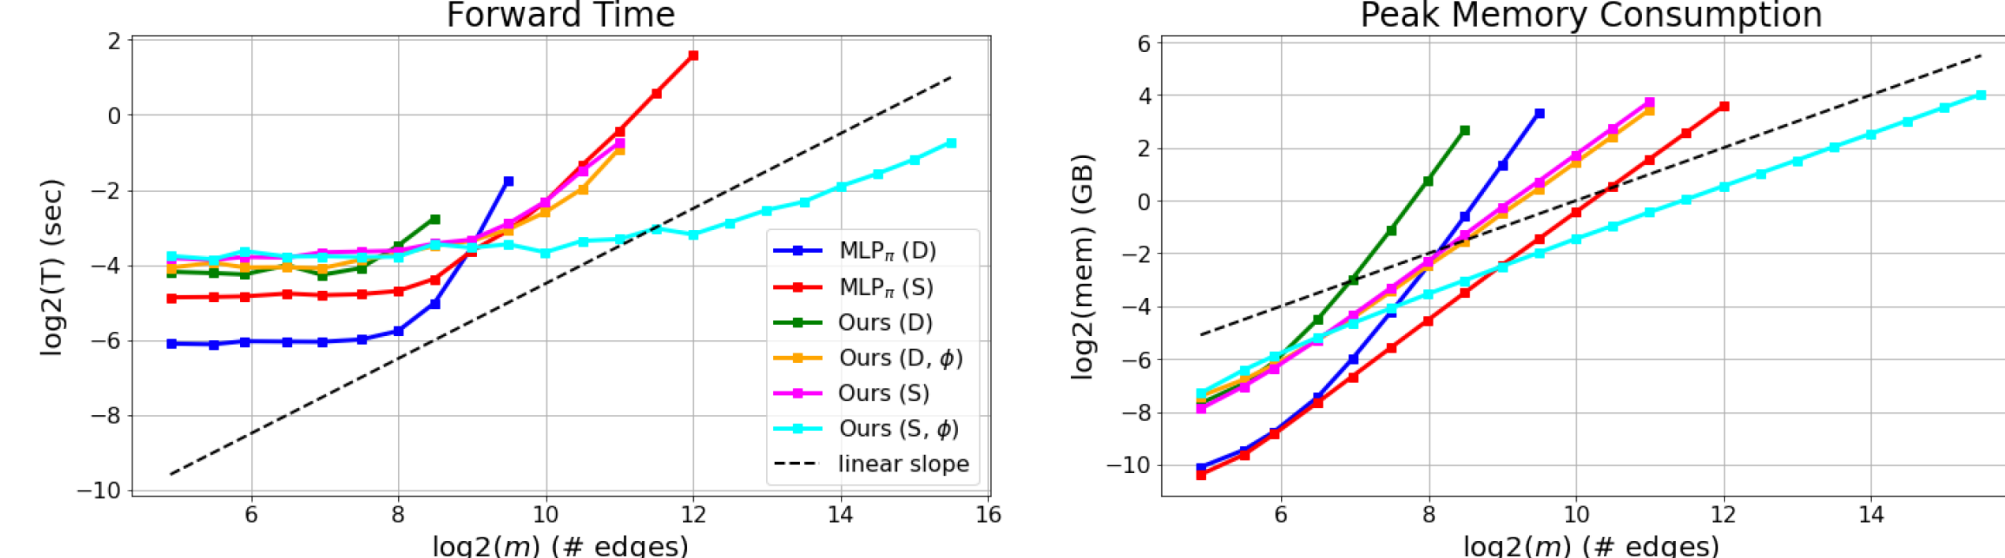 Forward Time
log2(T) (sec)
2
0
−2
−4
−6
−8
−10
6
8
10
12
14
16
log2(m) (# edges)
MLPπ (D)
MLPπ (S)
Ours (D)
Ours (D, ϕ)
Ours (S)
Ours (S, ϕ)
linear slope
Peak Memory Consumption
log2(mem) (GB)
6
4
2
0
−2
−4
−6
−8
−10
6
8
10
12
14
log2(m) (# edges)